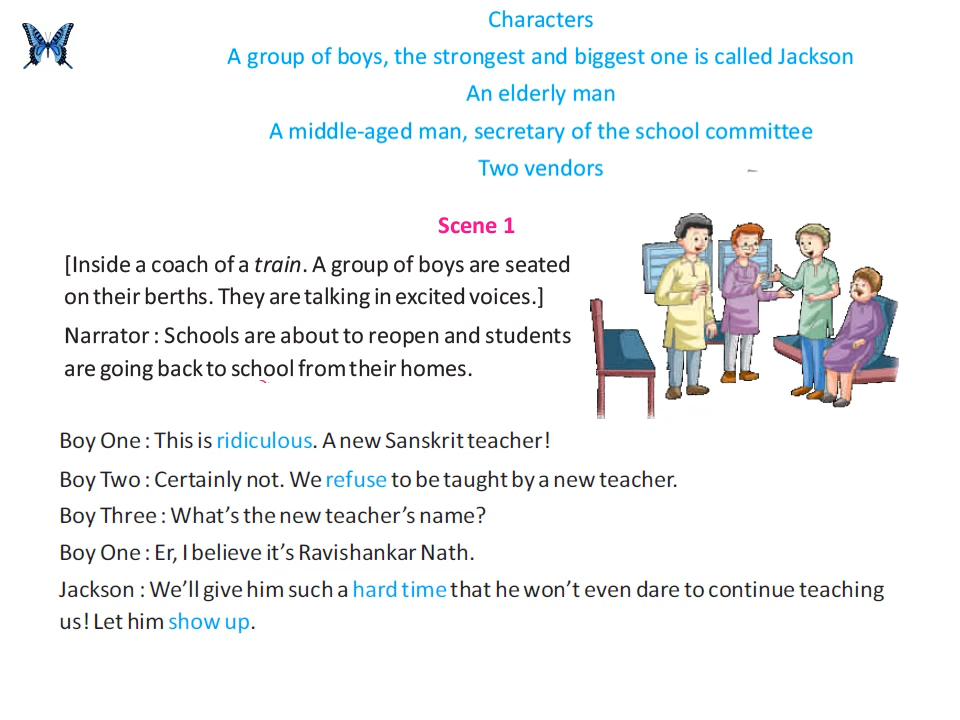 Characters
A group of boys, the strongest and biggest one is called Jackson
An elderly man
A middle-aged man, secretary of the school committee
Two vendors
Scene 1
[Inside a coach of a train. A group of boys are seated
on their berths. They are talking in excited voices.]
Narrator : Schools are about to reopen and students
are going back to school from their homes.
Boy One : This is ridiculous. A new Sanskrit teacher!
Boy Two : Certainly not. We refuse to be taught by a new teacher.
Boy Three : What’s the new teacher’s name?
Boy One : Er, I believe it’s Ravishankar Nath.
Jackson : We’ll give him such a hard time that he won’t even dare to continue teaching
us! Let him show up.